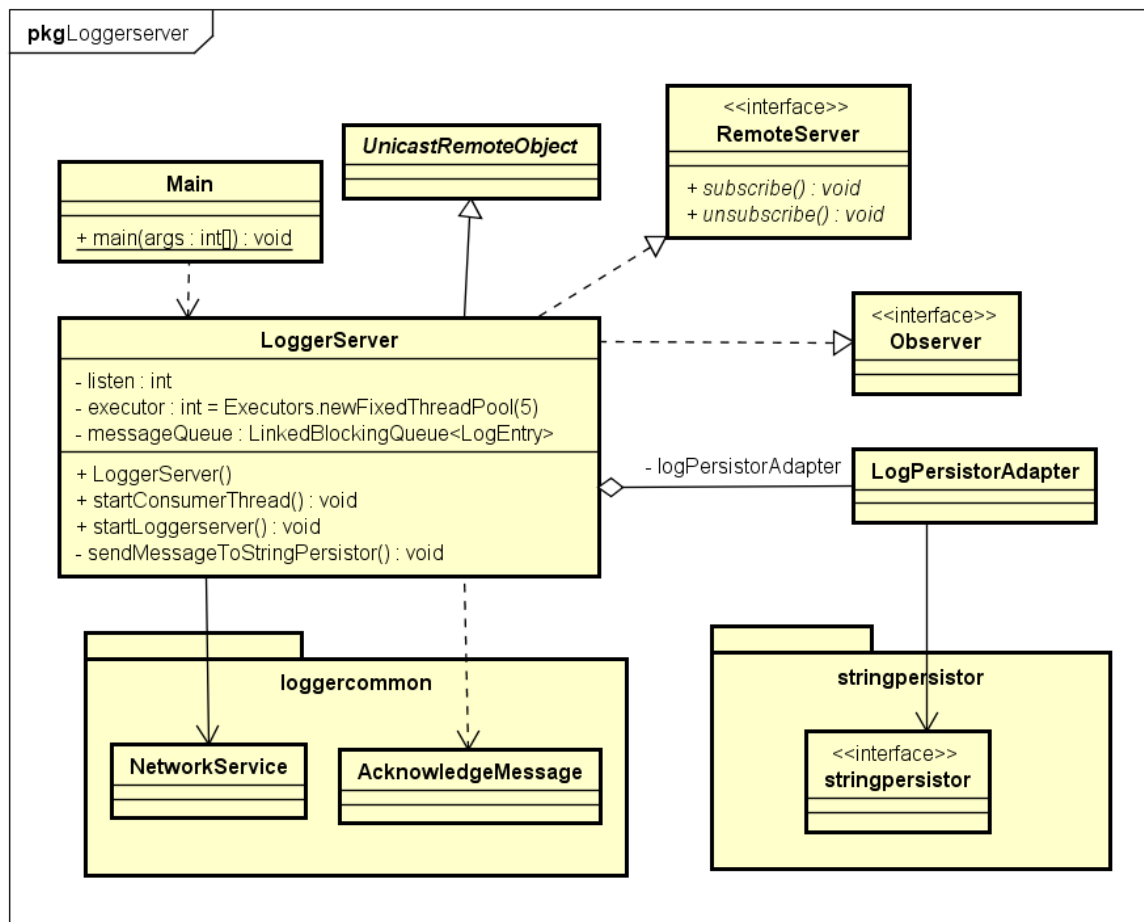 pkg Loggerserver
<<interface>>
RemoteServer
+ subscribe() : void
+ unsubscribe() : void
UnicastRemoteObject
Main
+ main(args : int[]) : void
<<interface>>
Observer
LoggerServer
- listen : int
- executor : int = Executors.newFixedThreadPool(5)
- messageQueue : LinkedBlockingQueue<LogEntry>
+ LoggerServer()
+ startConsumerThread() : void
+ startLoggerserver() : void
- sendMessageToStringPersistor() : void
- logPersistorAdapter
LogPersistorAdapter
loggercommon
NetworkService
AcknowledgeMessage
stringpersistor
<<interface>>
stringpersistor